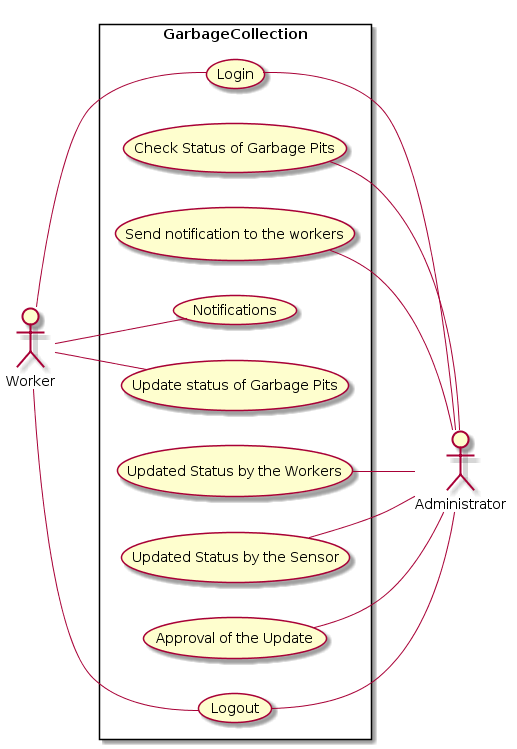 GarbageCollection
Login
Check Status of Garbage Pits
Send notification to the workers
Notifications
Worker
Update status of Garbage Pits
Updated Status by the Workers
Administrator
Updated Status by the Sensor
Approval of the Update
Logout